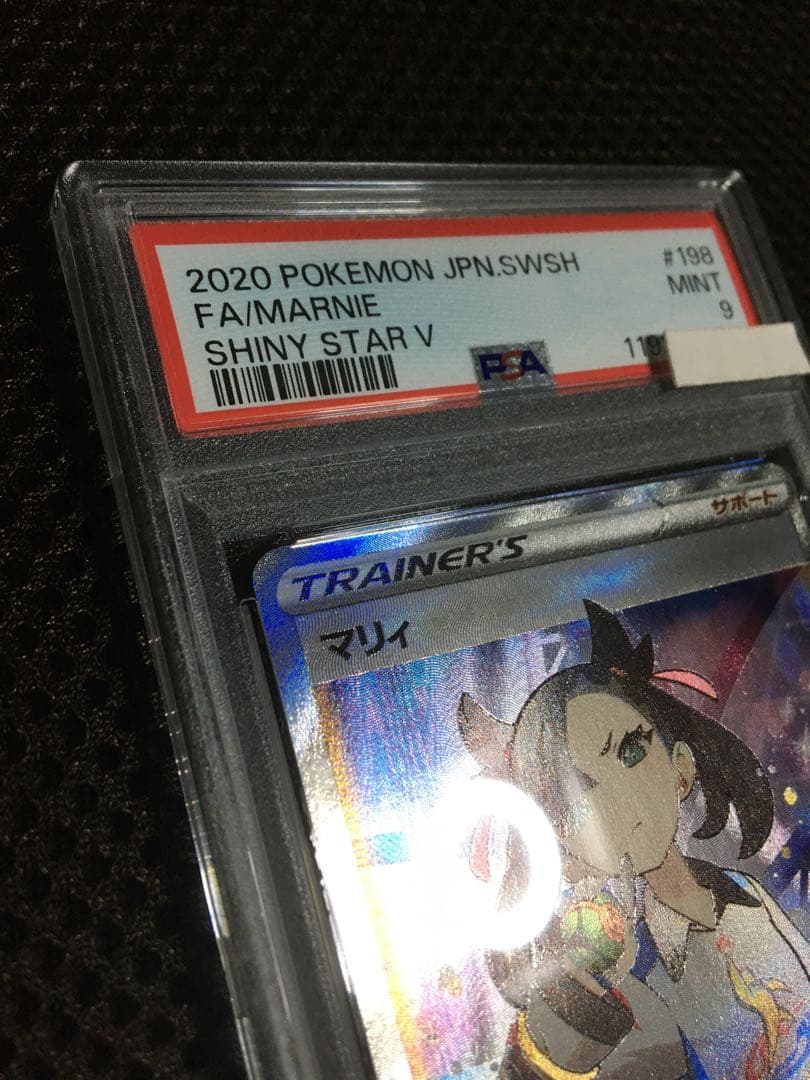 2020 POKEMON JPN.SWSH #198
FA/MARNIE MINT
SHINY STAR V 9
PSA
TRAINER'S サポート
マリィ